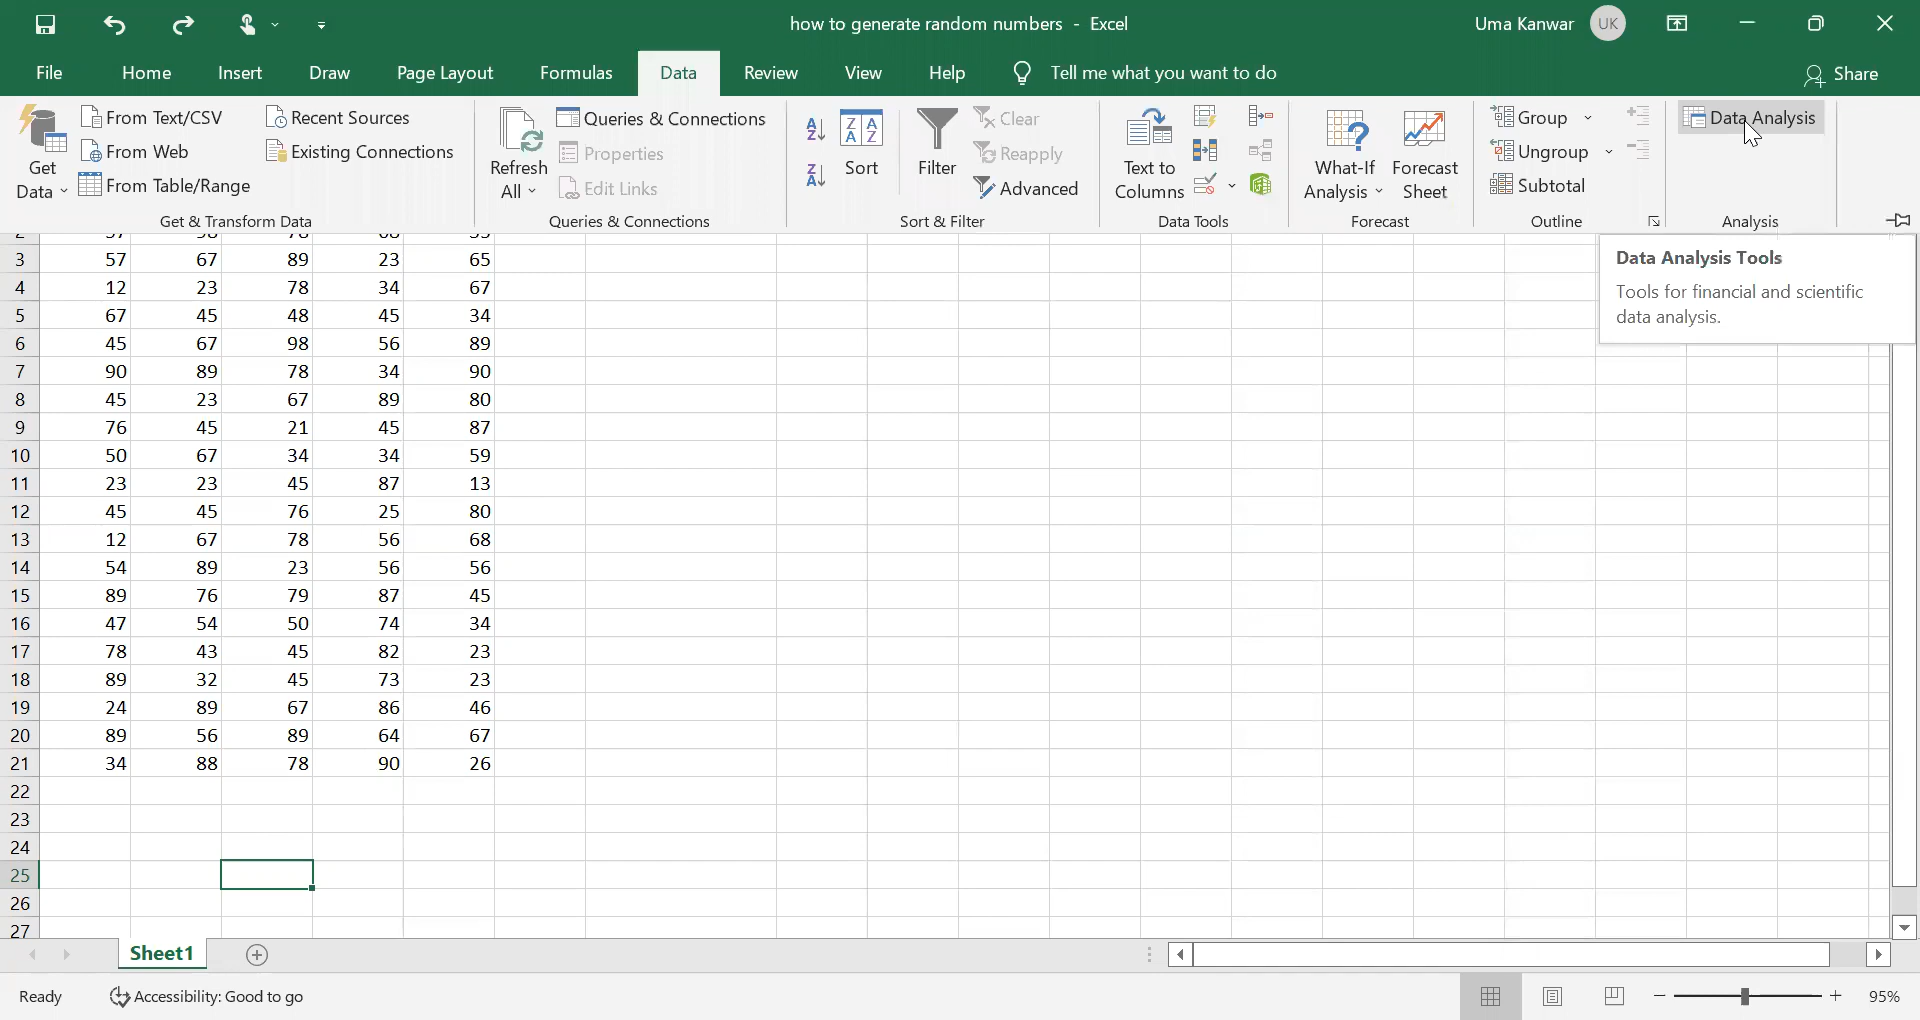 how to generate random numbers - Excel
Uma Kanwar UK
File Home Insert Draw Page Layout Formulas Data Review View Help Tell me what you want to do Share
Get Data
From Text/CSV
From Web
From Table/Range
Recent Sources
Existing Connections
Get & Transform Data
Refresh All
Queries & Connections
Properties
Edit Links
Queries & Connections
Sort
Filter
Clear
Reapply
Advanced
Sort & Filter
Text to Columns
Data Tools
What-If Analysis
Forecast Sheet
Forecast
Group
Ungroup
Subtotal
Outline
Data Analysis
Analysis
Data Analysis Tools
Tools for financial and scientific
data analysis.
3 57 67 89 23 65
4 12 23 78 34 67
5 67 45 48 45 34
6 45 67 98 56 89
7 90 89 78 34 90
8 45 23 67 89 80
9 76 45 21 45 87
10 50 67 34 34 59
11 23 23 45 87 13
12 45 45 76 25 80
13 12 67 78 56 68
14 54 89 23 56 56
15 89 76 79 87 45
16 47 54 50 74 34
17 78 43 45 82 23
18 89 32 45 73 23
19 24 89 67 86 46
20 89 56 89 64 67
21 34 88 78 90 26
22
23
24
25
26
27
Sheet1
Ready Accessibility: Good to go 95%